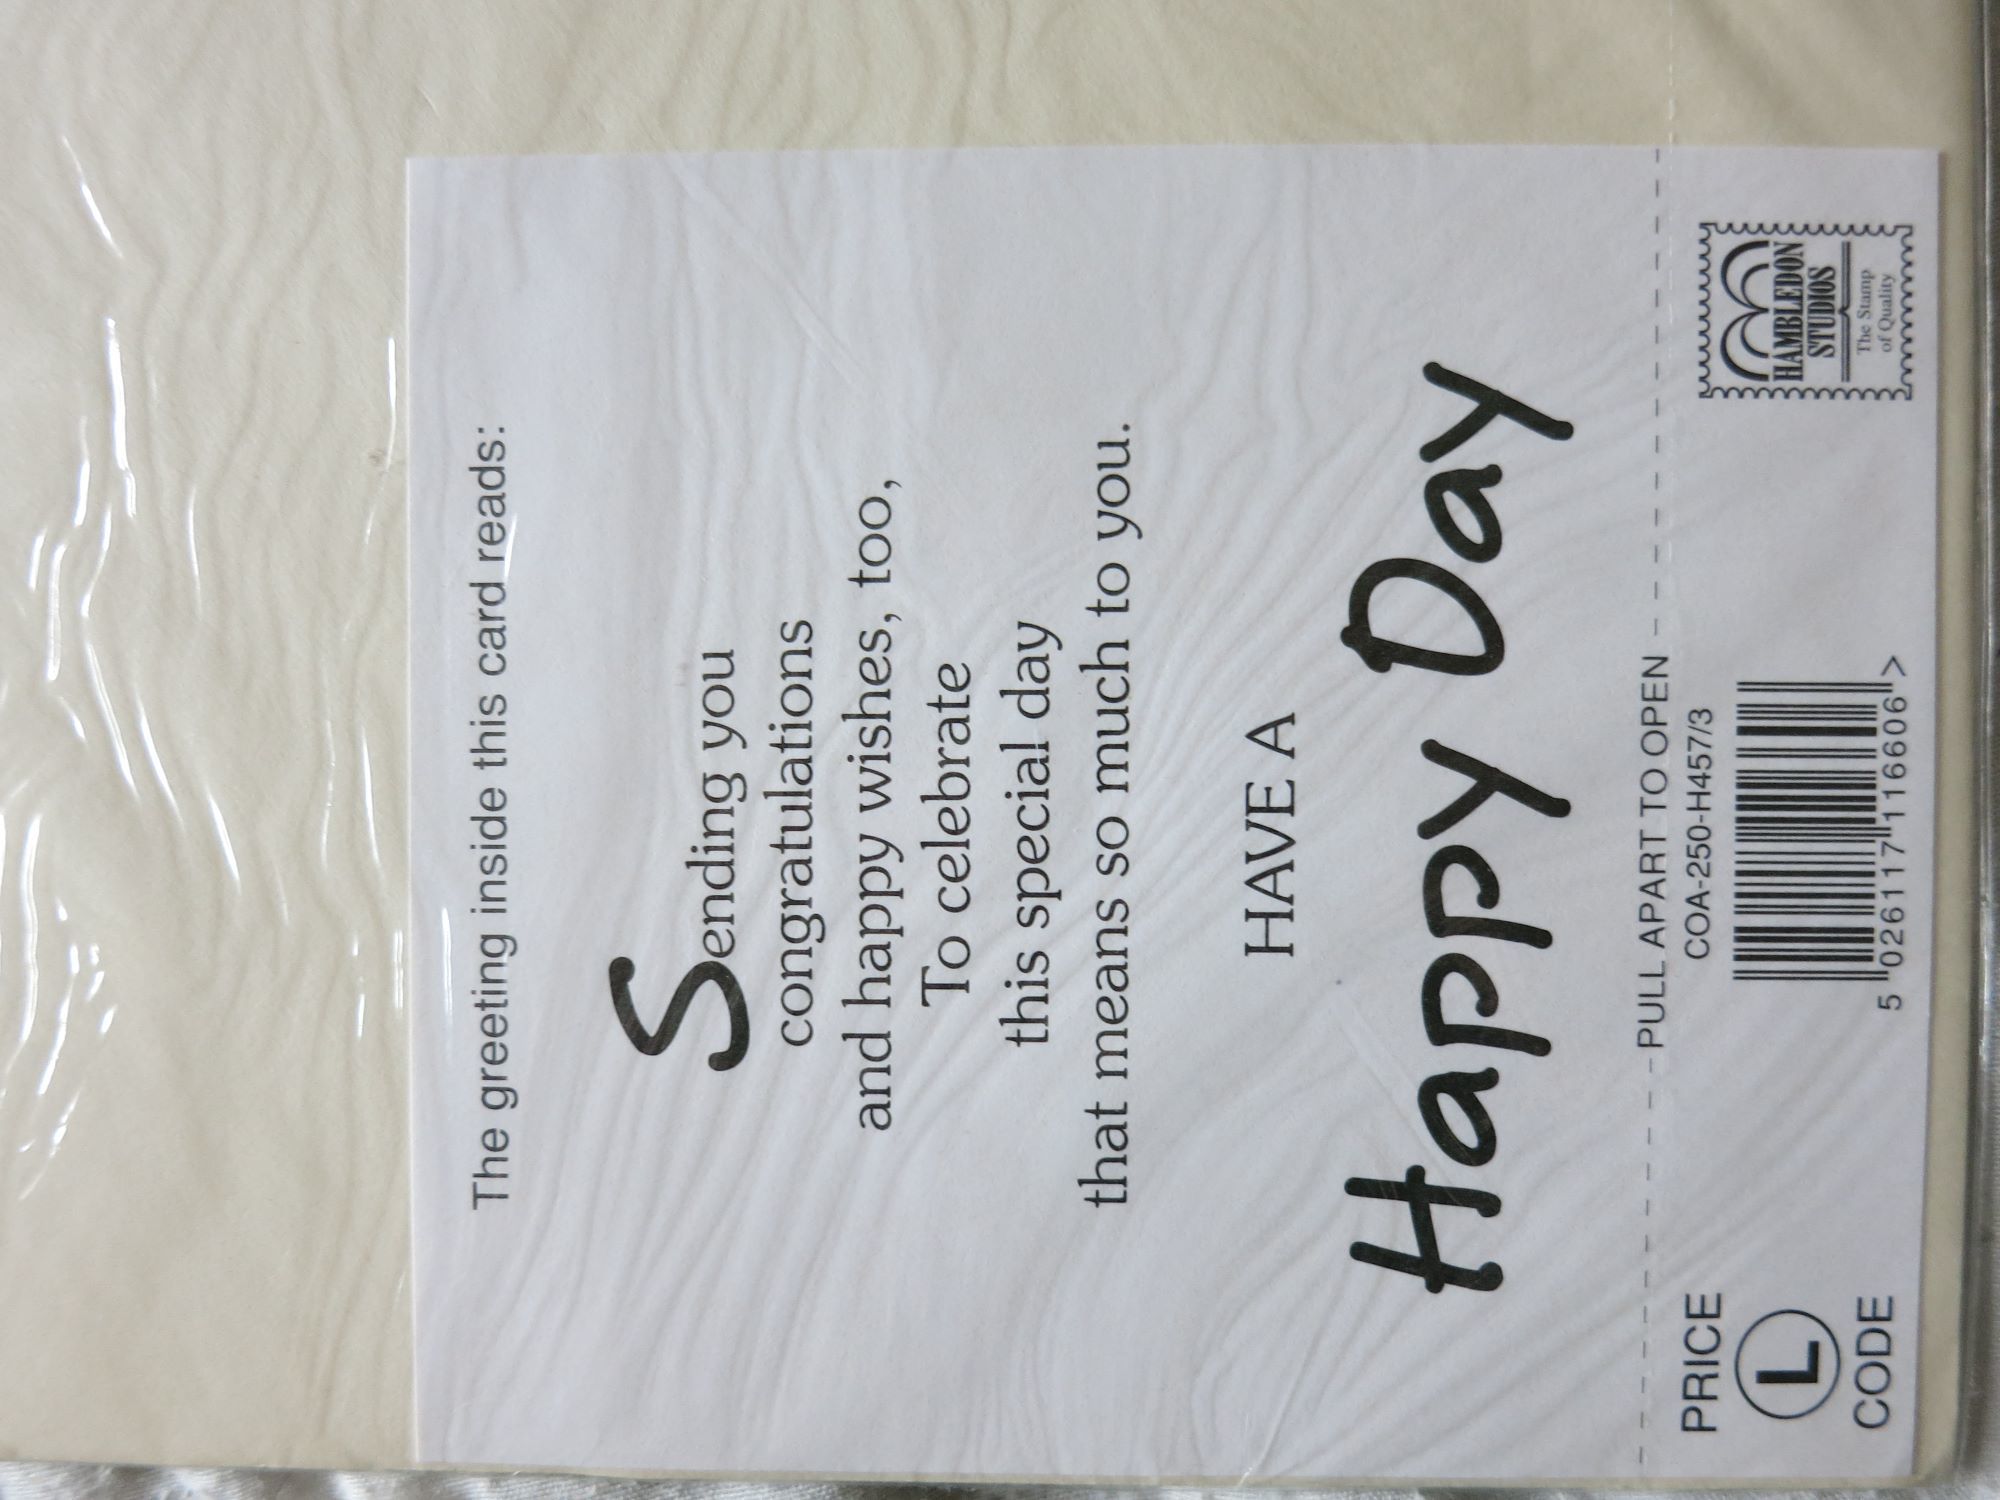 The greeting inside this card reads:
Sending you
congratulations
and happy wishes, too,
To celebrate
this special day
that means so much to you.
HAVE A
Happy Day
PULL APART TO OPEN
PRICE
L
CODE
COA-250-H457/3
5 026117 116606 >
HAMBLEDON
STUDIOS
The Stamp
of Quality